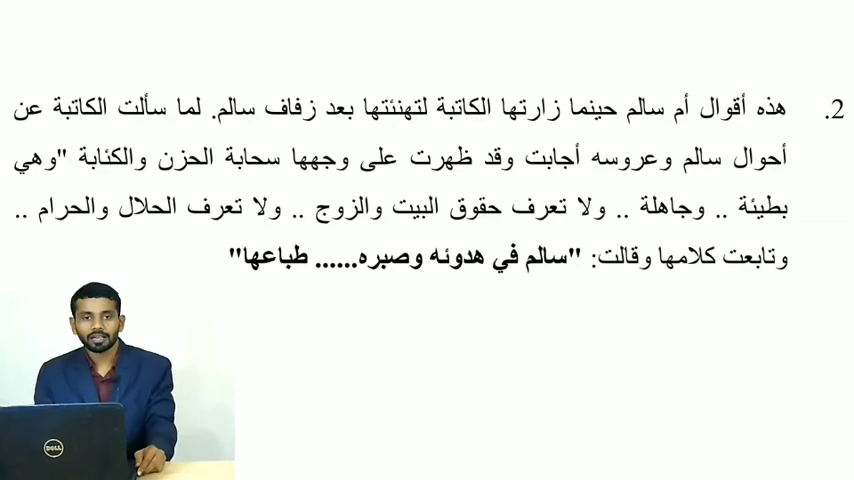 2. هذه أقوال أم سالم حينما زارتها الكاتبة لتهنئتها بعد زفاف سالم. لما سألت الكاتبة عن
أحوال سالم وعروسه أجابت وقد ظهرت على وجهها سحابة الحزن والكئابة "وهي
بطيئة .. وجاهلة .. ولا تعرف حقوق البيت والزوج .. ولا تعرف الحلال والحرام ..
وتابعت كلامها وقالت: "سالم في هدوئه وصبره...... طباعها"
DELL